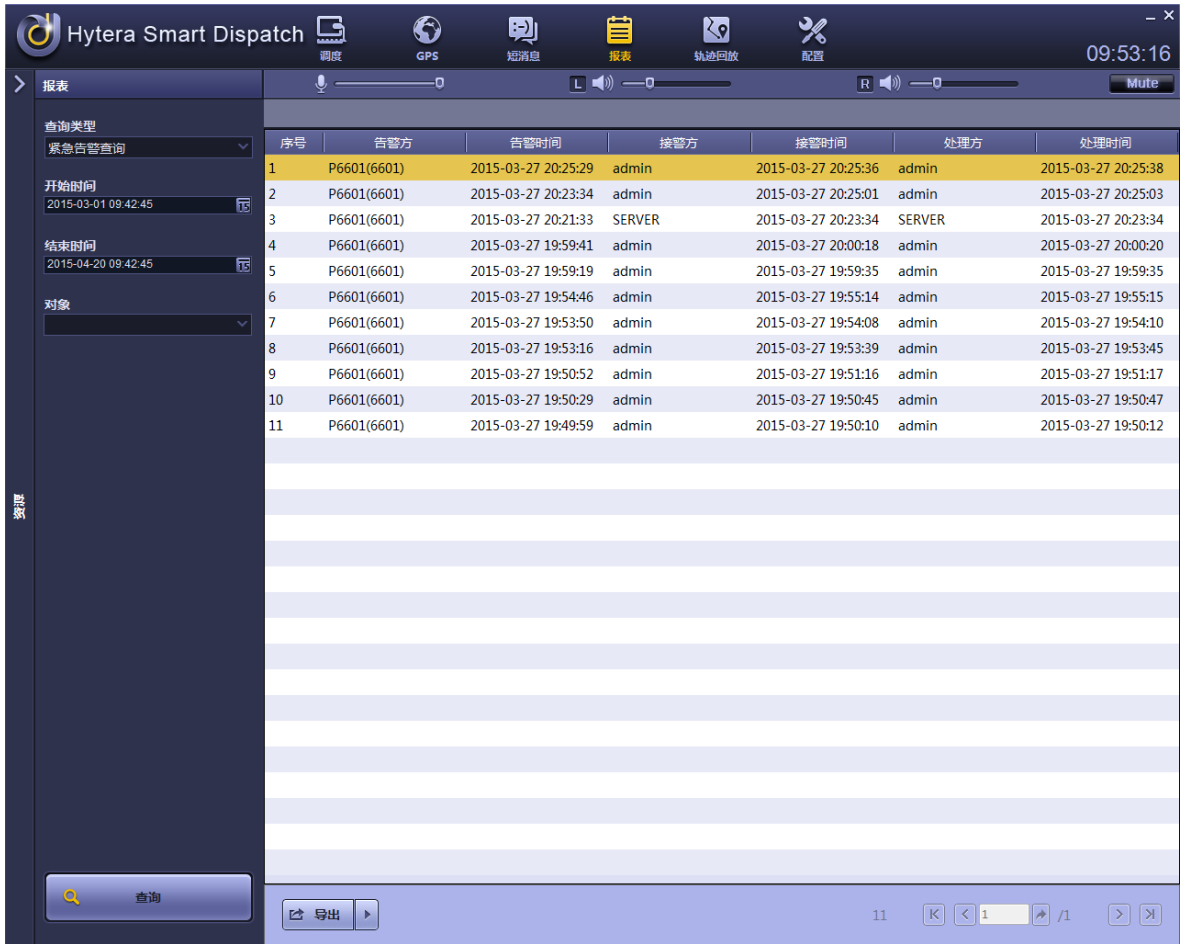 Hytera Smart Dispatch
调度 GPS 短消息 报表 轨迹回放 配置
09:53:16
报表 L R Mute
查询类型
紧急告警查询
开始时间
2015-03-01 09:42:45 15
结束时间
2015-04-20 09:42:45 15
对象
资源
查询
序号 告警方 告警时间 接警方 接警时间 处理方 处理时间
1 P6601(6601) 2015-03-27 20:25:29 admin 2015-03-27 20:25:36 admin 2015-03-27 20:25:38
2 P6601(6601) 2015-03-27 20:23:34 admin 2015-03-27 20:25:01 admin 2015-03-27 20:25:03
3 P6601(6601) 2015-03-27 20:21:33 SERVER 2015-03-27 20:23:34 SERVER 2015-03-27 20:23:34
4 P6601(6601) 2015-03-27 19:59:41 admin 2015-03-27 20:00:18 admin 2015-03-27 20:00:20
5 P6601(6601) 2015-03-27 19:59:19 admin 2015-03-27 19:59:35 admin 2015-03-27 19:59:35
6 P6601(6601) 2015-03-27 19:54:46 admin 2015-03-27 19:55:14 admin 2015-03-27 19:55:15
7 P6601(6601) 2015-03-27 19:53:50 admin 2015-03-27 19:54:08 admin 2015-03-27 19:54:10
8 P6601(6601) 2015-03-27 19:53:16 admin 2015-03-27 19:53:39 admin 2015-03-27 19:53:45
9 P6601(6601) 2015-03-27 19:50:52 admin 2015-03-27 19:51:16 admin 2015-03-27 19:51:17
10 P6601(6601) 2015-03-27 19:50:29 admin 2015-03-27 19:50:45 admin 2015-03-27 19:50:47
11 P6601(6601) 2015-03-27 19:49:59 admin 2015-03-27 19:50:10 admin 2015-03-27 19:50:12
导出 11 1 /1